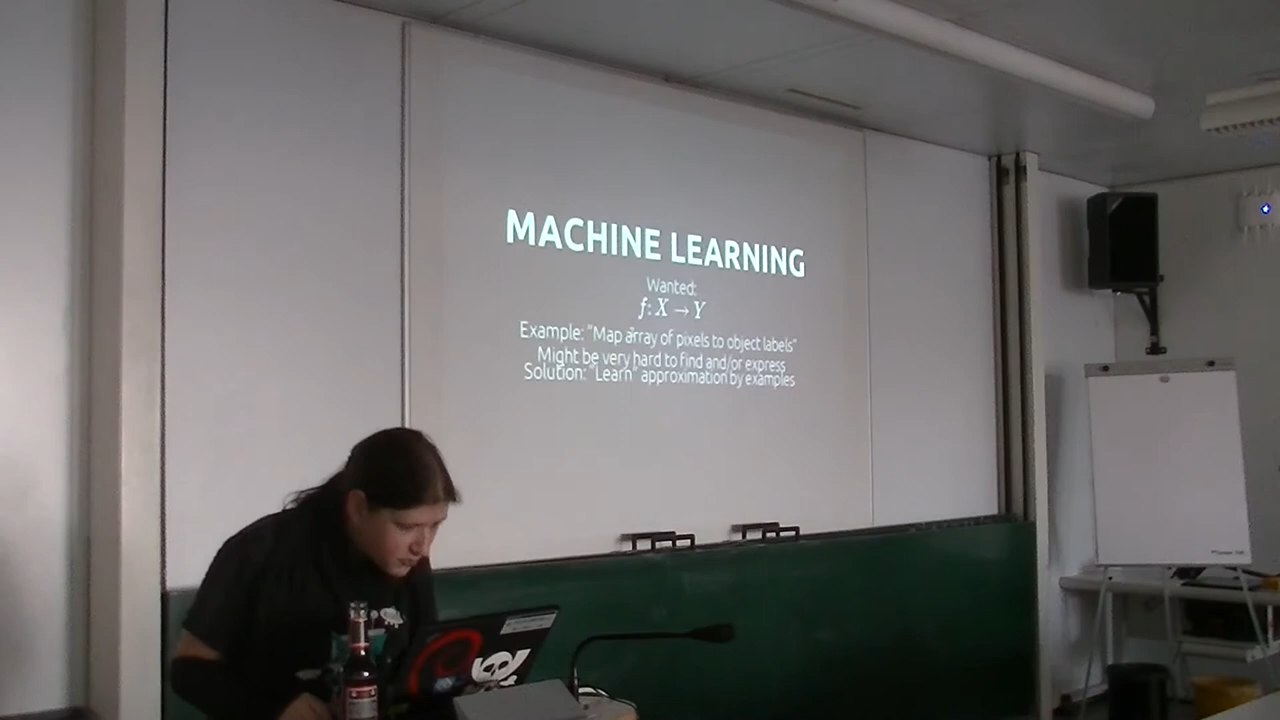 MACHINE LEARNING
Wanted:
f: X → Y
Example: "Map array of pixels to object labels"
Might be very hard to find and/or express
Solution: "Learn" approximation by examples